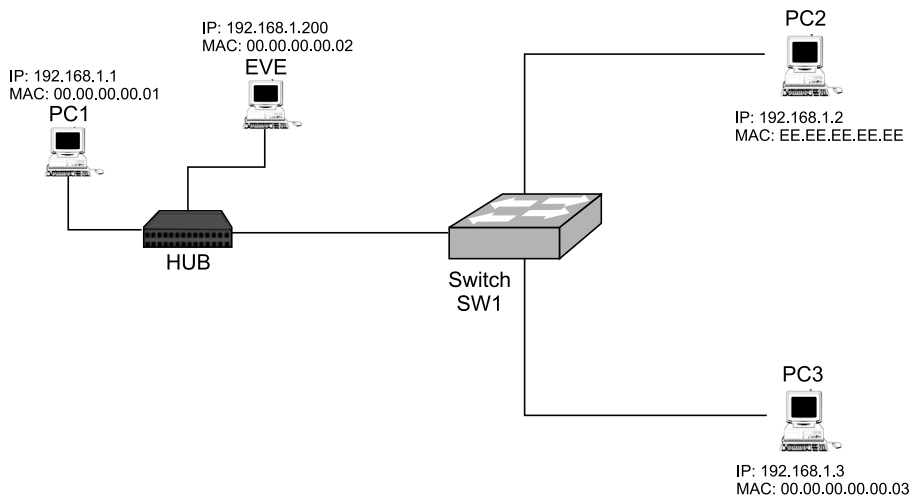 IP: 192.168.1.200
MAC: 00.00.00.00.02
EVE
IP: 192.168.1.1
MAC: 00.00.00.00.01
PC1
HUB
Switch
SW1
PC2
IP: 192.168.1.2
MAC: EE.EE.EE.EE.EE
PC3
IP: 192.168.1.3
MAC: 00.00.00.00.00.03